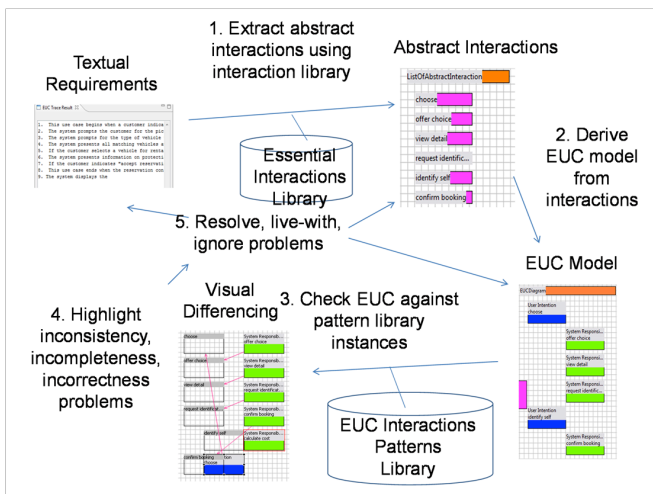 1. Extract abstract
interactions using
interaction library
Textual
Requirements
Abstract Interactions
EUC Trace Result
1. This use case begins when a customer indica
2. The system prompts the customer for the pic
3. The system prompts for the type of vehicle
4. The system presents all matching vehicles a
5. If the customer selects a vehicle for renta
6. The system presents information on protecti
7. If the customer indicates "accept reservati
8. This use case ends when the reservation con
9. The system displays the
ListOfAbstractInteraction
choose
offer choice
view detail
request identific...
identify self
confirm booking
Essential
Interactions
Library
2. Derive
EUC model
from
interactions
5. Resolve, live-with,
ignore problems
EUC Model
Visual
Differencing
3. Check EUC against
pattern library
instances
4. Highlight
inconsistency,
incompleteness,
incorrectness
problems
choose
System Responsib...
offer choice
offer choice
System Responsib...
view detail
view detail
System Responsib...
request identificat...
request identificat...
System Responsib...
confirm booking
identify self
System Responsib...
calculate cost
confirm booking
choose
EUCDiagram
User Intention
choose
System Responsi...
offer choice
System Responsi...
view detail
System Responsi...
request identific...
User Intention
identify self
System Responsi...
confirm booking
EUC Interactions
Patterns
Library